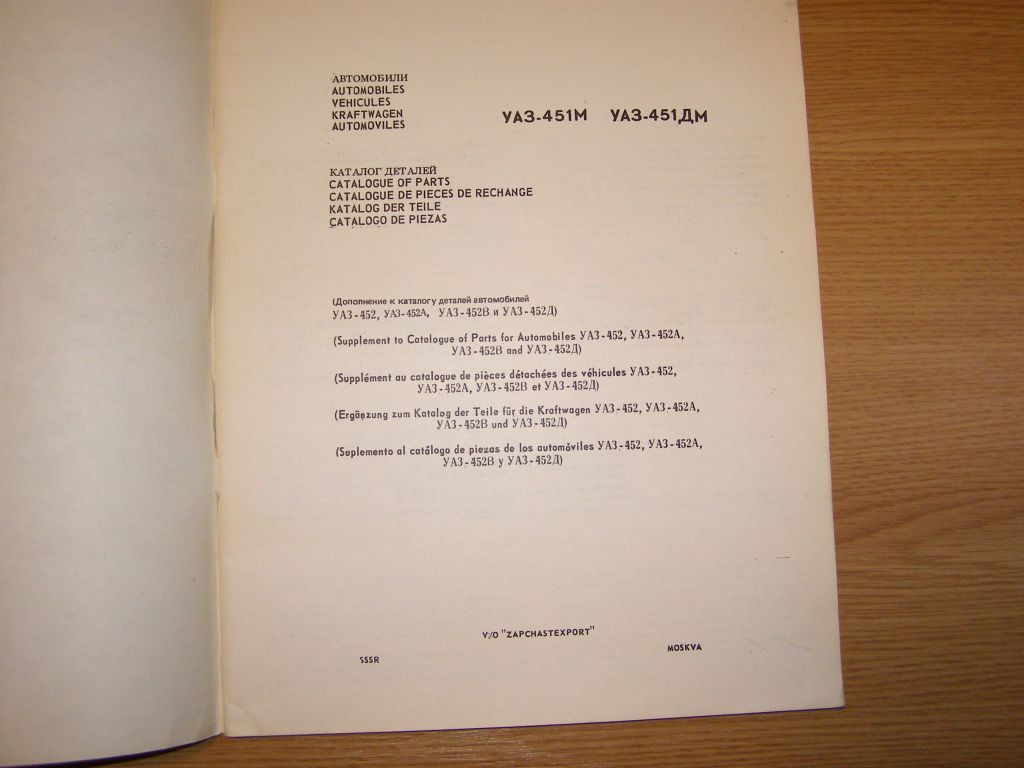 АВТОМОБИЛИ
AUTOMOBILES
VEHICULES
KRAFTWAGEN
AUTOMOVILES
УАЗ-451М УАЗ-451ДМ
КАТАЛОГ ДЕТАЛЕЙ
CATALOGUE OF PARTS
CATALOGUE DE PIECES DE RECHANGE
KATALOG DER TEILE
CATALOGO DE PIEZAS
(Дополнение к каталогу деталей автомобилей
УАЗ-452, УАЗ-452А, УАЗ-452В и УАЗ-452Д)
(Supplement to Catalogue of Parts for Automobiles УАЗ-452, УАЗ-452А,
УАЗ-452В and УАЗ-452Д)
(Supplément au catalogue de pièces détachées des véhicules УАЗ-452,
УАЗ-452А, УАЗ-452В et УАЗ-452Д)
(Ergänzung zum Katalog der Teile für die Kraftwagen УАЗ-452, УАЗ-452А,
УАЗ-452В und УАЗ-452Д)
(Suplemento al catálogo de piezas de los automóviles УАЗ-452, УАЗ-452А,
УАЗ-452В y УАЗ-452Д)
V/O "ZAPCHASTEXPORT"
SSSR MOSKVA